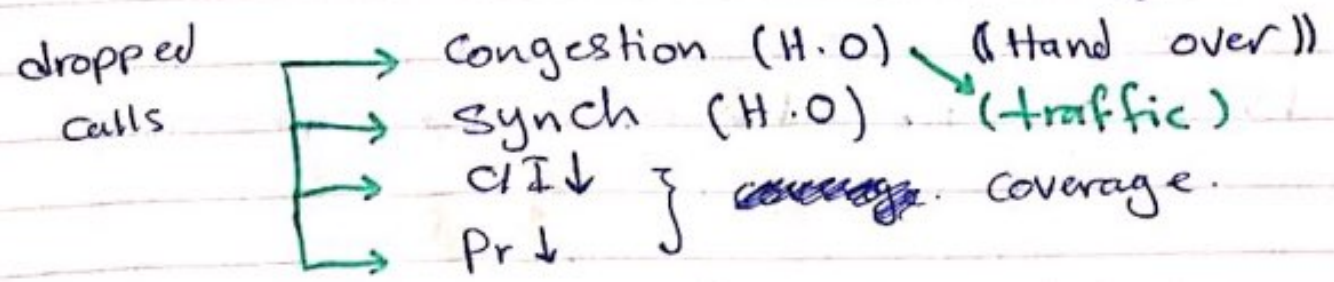 dropped calls
Congestion (H.O) ((Hand over))
Synch (H.O). (traffic)
C/I↓ } coverage.
Pr↓